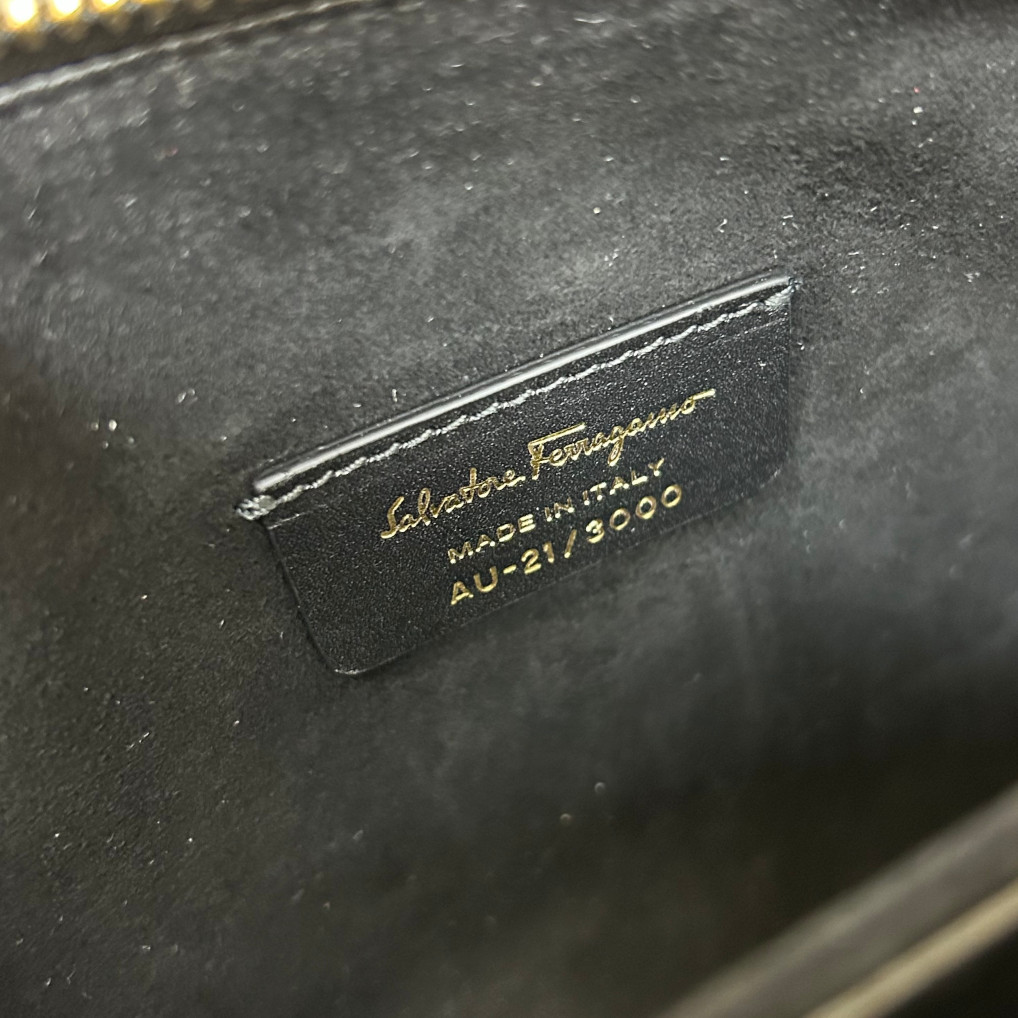 Salvatore Ferragamo
MADE IN ITALY
AU-21/3000